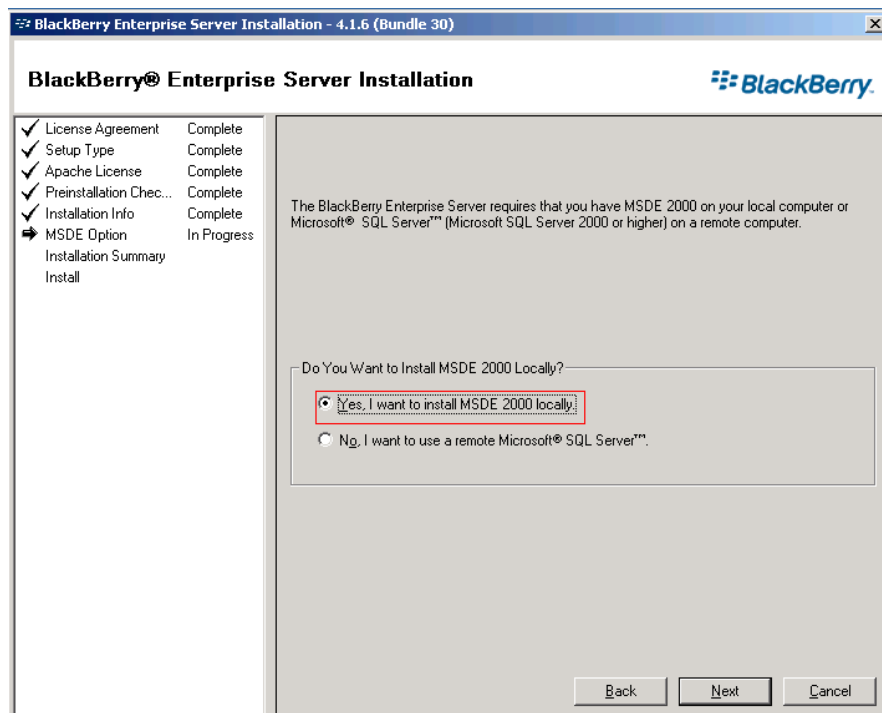 BlackBerry Enterprise Server Installation - 4.1.6 (Bundle 30)
BlackBerry® Enterprise Server Installation
BlackBerry.
License Agreement Complete
Setup Type Complete
Apache License Complete
Preinstallation Chec... Complete
Installation Info Complete
MSDE Option In Progress
Installation Summary
Install
The BlackBerry Enterprise Server requires that you have MSDE 2000 on your local computer or
Microsoft® SQL Server™ (Microsoft SQL Server 2000 or higher) on a remote computer.
Do You Want to Install MSDE 2000 Locally?
Yes, I want to install MSDE 2000 locally.
No, I want to use a remote Microsoft® SQL Server™.
Back Next Cancel